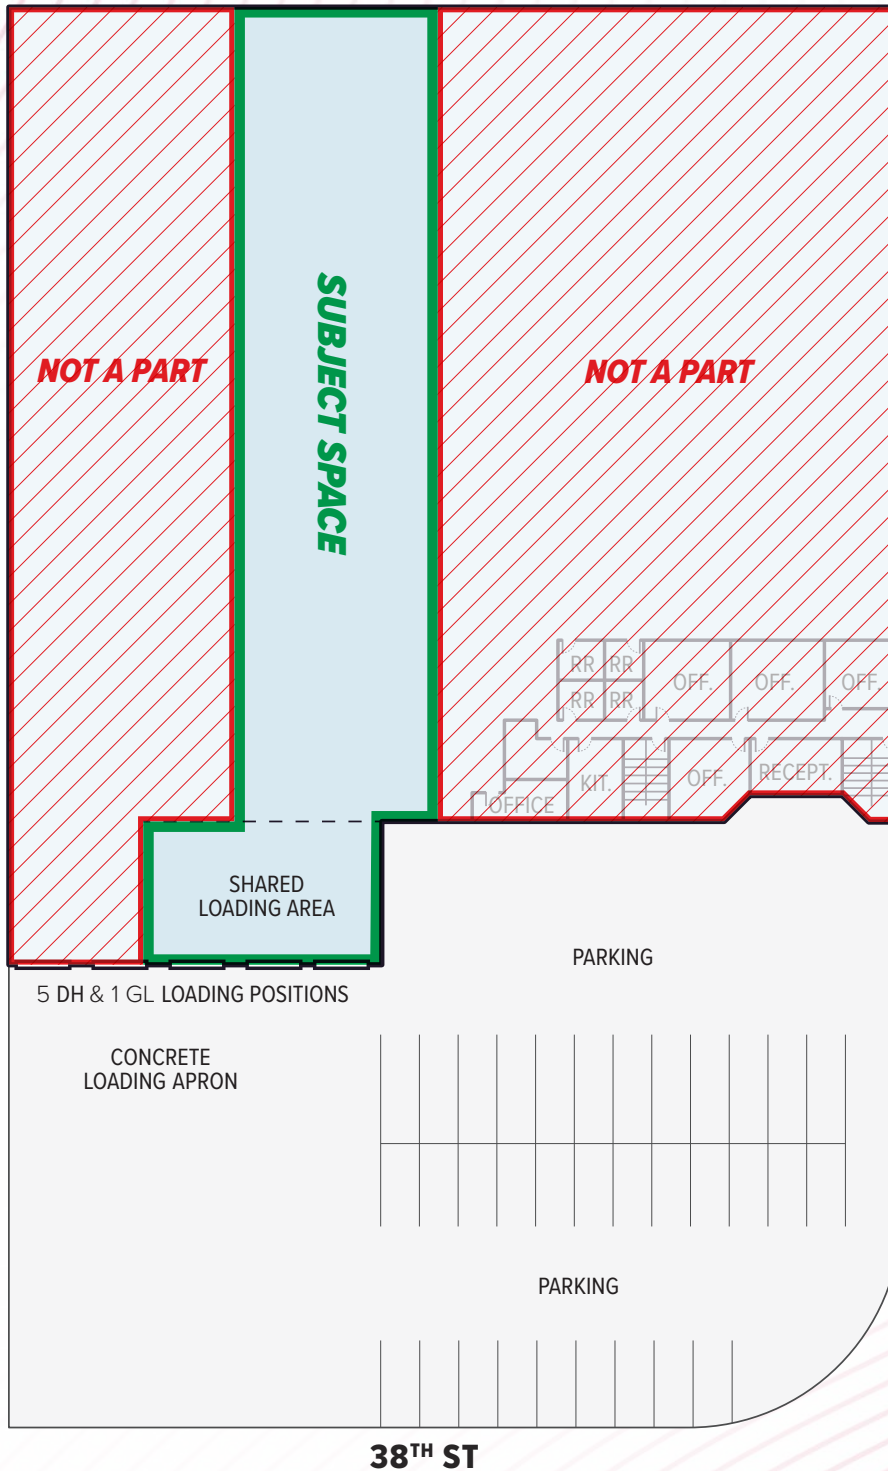 SUBJECT SPACE
NOT A PART
NOT A PART
RR RR
RR RR
OFF.
OFF.
OFF.
OFFICE
KIT.
OFF.
RECEPT.
SHARED
LOADING AREA
PARKING
5 DH & 1 GL LOADING POSITIONS
CONCRETE
LOADING APRON
PARKING
38TH ST